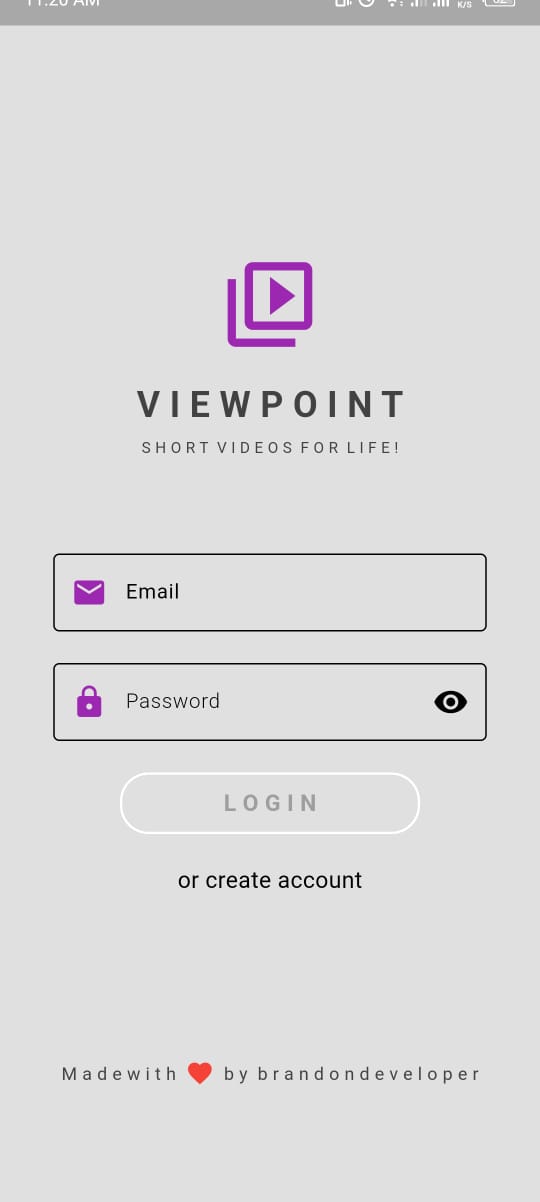 11:20 AM
K/S
VIEWPOINT
SHORT VIDEOS FOR LIFE!
Email
Password
LOGIN
or create account
Madewith ❤ by brandondeveloper